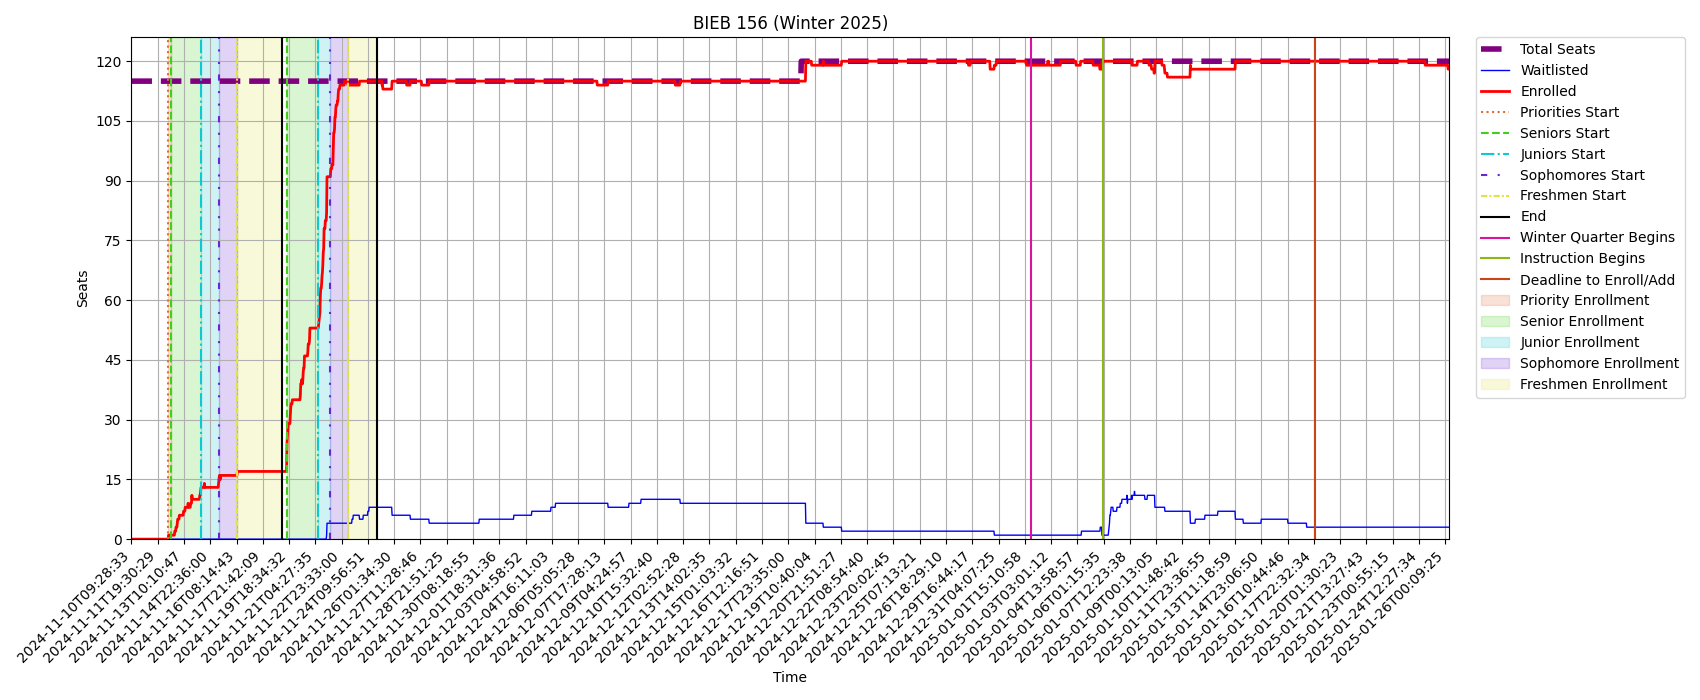 BIEB 156 (Winter 2025)
Seats
120
105
90
75
60
45
30
15
0
2024-11-10T09:28:33
2024-11-11T19:30:29
2024-11-13T10:10:47
2024-11-14T22:36:00
2024-11-16T08:14:43
2024-11-17T21:42:09
2024-11-19T18:34:32
2024-11-21T04:27:35
2024-11-22T23:33:00
2024-11-24T09:56:51
2024-11-26T01:34:30
2024-11-27T11:28:46
2024-11-28T21:51:25
2024-11-30T08:18:55
2024-12-01T18:31:36
2024-12-03T04:58:52
2024-12-04T16:11:03
2024-12-06T05:05:28
2024-12-07T17:28:13
2024-12-09T04:24:57
2024-12-10T15:32:40
2024-12-12T02:52:28
2024-12-13T14:02:35
2024-12-15T01:03:32
2024-12-16T12:16:51
2024-12-17T23:35:00
2024-12-19T10:40:04
2024-12-20T21:51:27
2024-12-22T08:54:40
2024-12-23T20:02:45
2024-12-25T07:13:21
2024-12-26T18:29:10
2024-12-29T16:44:17
2024-12-31T04:07:25
2025-01-01T15:10:58
2025-01-03T03:01:12
2025-01-04T13:58:57
2025-01-06T01:15:35
2025-01-07T12:23:38
2025-01-09T00:13:05
2025-01-10T11:48:42
2025-01-11T23:36:55
2025-01-13T11:18:59
2025-01-14T23:06:50
2025-01-16T10:44:46
2025-01-17T22:32:34
2025-01-20T01:30:23
2025-01-21T13:27:43
2025-01-23T00:55:15
2025-01-24T12:27:34
2025-01-26T00:09:25
Time
Total Seats
Waitlisted
Enrolled
Priorities Start
Seniors Start
Juniors Start
Sophomores Start
Freshmen Start
End
Winter Quarter Begins
Instruction Begins
Deadline to Enroll/Add
Priority Enrollment
Senior Enrollment
Junior Enrollment
Sophomore Enrollment
Freshmen Enrollment